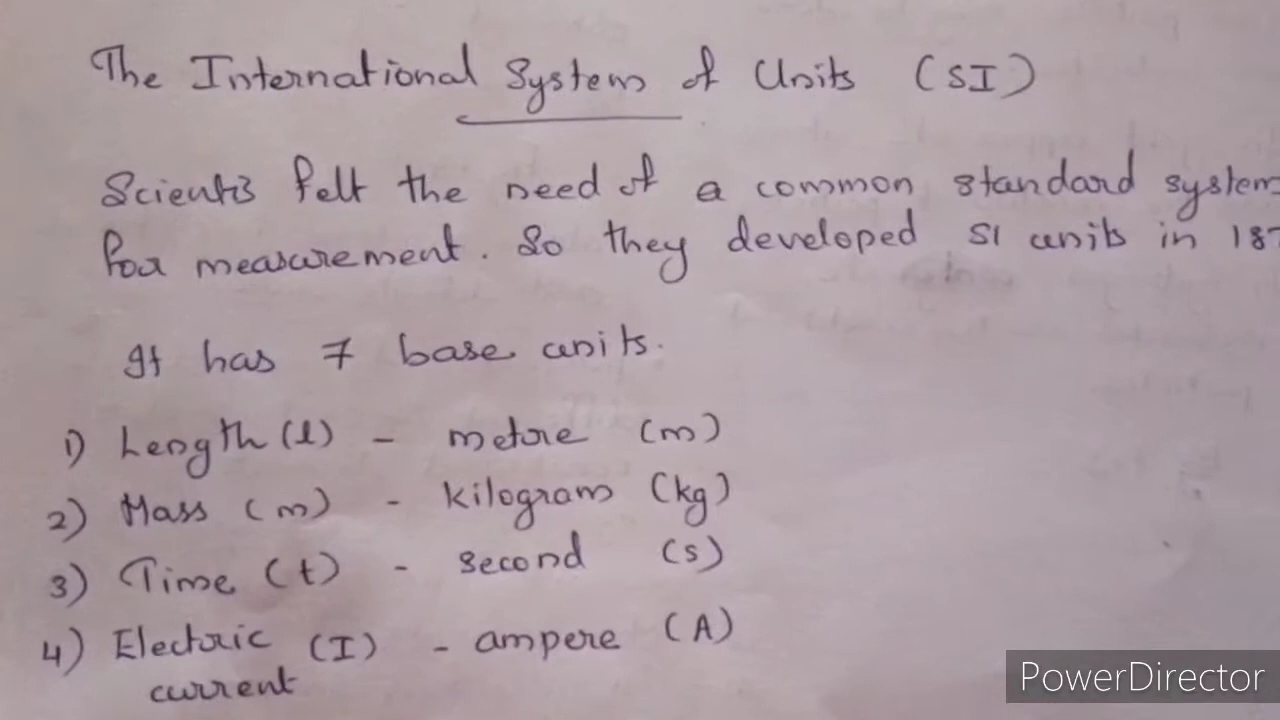 The International System of Units (SI)
Scientis felt the need of a common standard system
for measurement. So they developed SI units in 187
It has 7 base units.
1) Length (l) - metre (m)
2) Mass (m) - kilogram (kg)
3) Time (t) - second (s)
4) Electric (I) - ampere (A)
current
PowerDirector